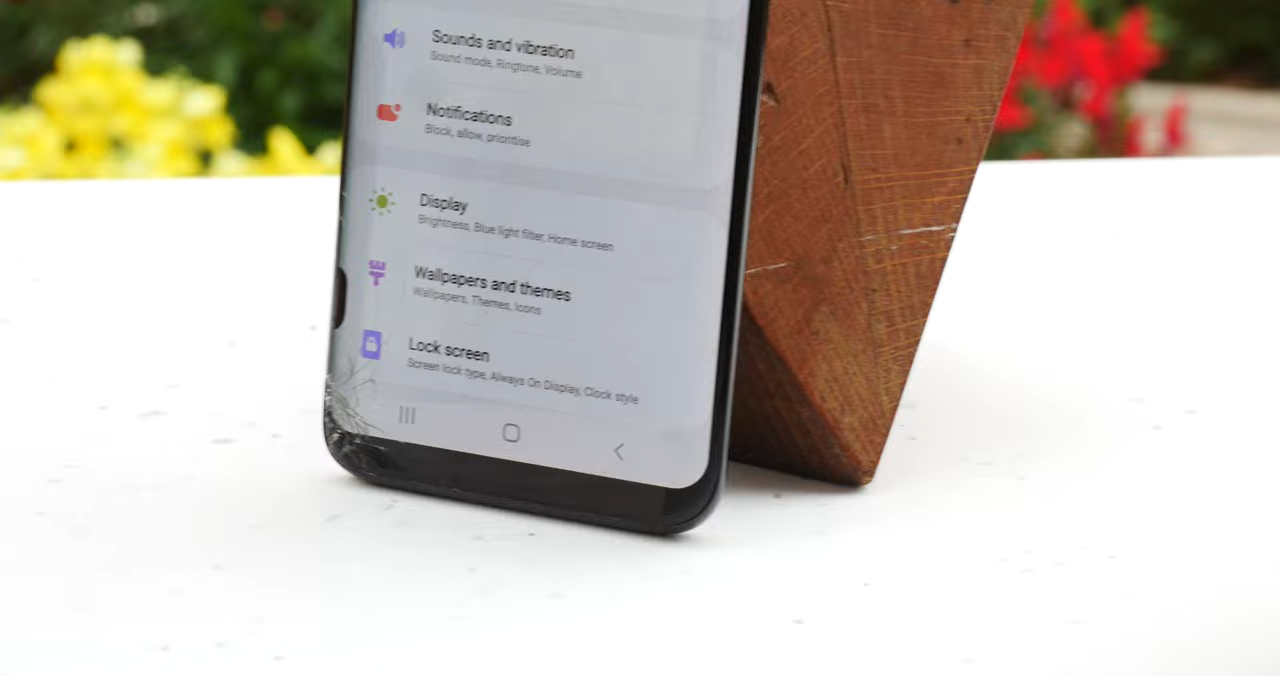 Sounds and vibration
Sound mode, Ringtone, Volume
Notifications
Block, allow, prioritise
Display
Brightness, Blue light filter, Home screen
Wallpapers and themes
Wallpapers, Themes, Icons
Lock screen
Screen lock type, Always On Display, Clock style